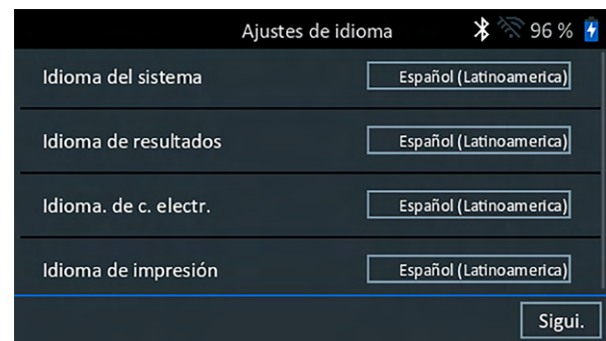 Ajustes de idioma 96 %
Idioma del sistema Español (Latinoamerica)
Idioma de resultados Español (Latinoamerica)
Idioma. de c. electr. Español (Latinoamerica)
Idioma de impresión Español (Latinoamerica)
Sigui.